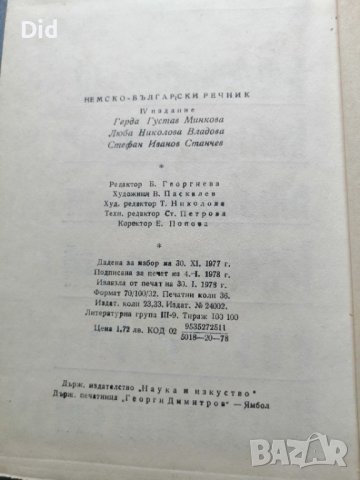 Did
НЕМСКО-БЪЛГАРСКИ РЕЧНИК
IV издание
Герда Густав Минкова
Люба Николова Владова
Стефан Иванов Станчев
*
Редактор Б. Георгиева
Художник В. Паскалев
Худ. редактор Т. Николова
Техн. редактор Ст. Петрова
Коректор Е. Попова
*
Дадена за набор на 30. XI. 1977 г.
Подписана за печат на 4. I. 1978 г.
Излязла от печат на 30. I. 1978 г.
Формат 70/100/32. Печатни коли 36.
Издат. коли 23,33. Издат. № 24002.
Литературна група III-9. Тираж 100 100
Цена 1,72 лв. КОД 02 9535272511
5018—20—78
Държ. издателство „Наука и изкуство"
Държ. печатница „Георги Димитров" — Ямбол
BAZAR